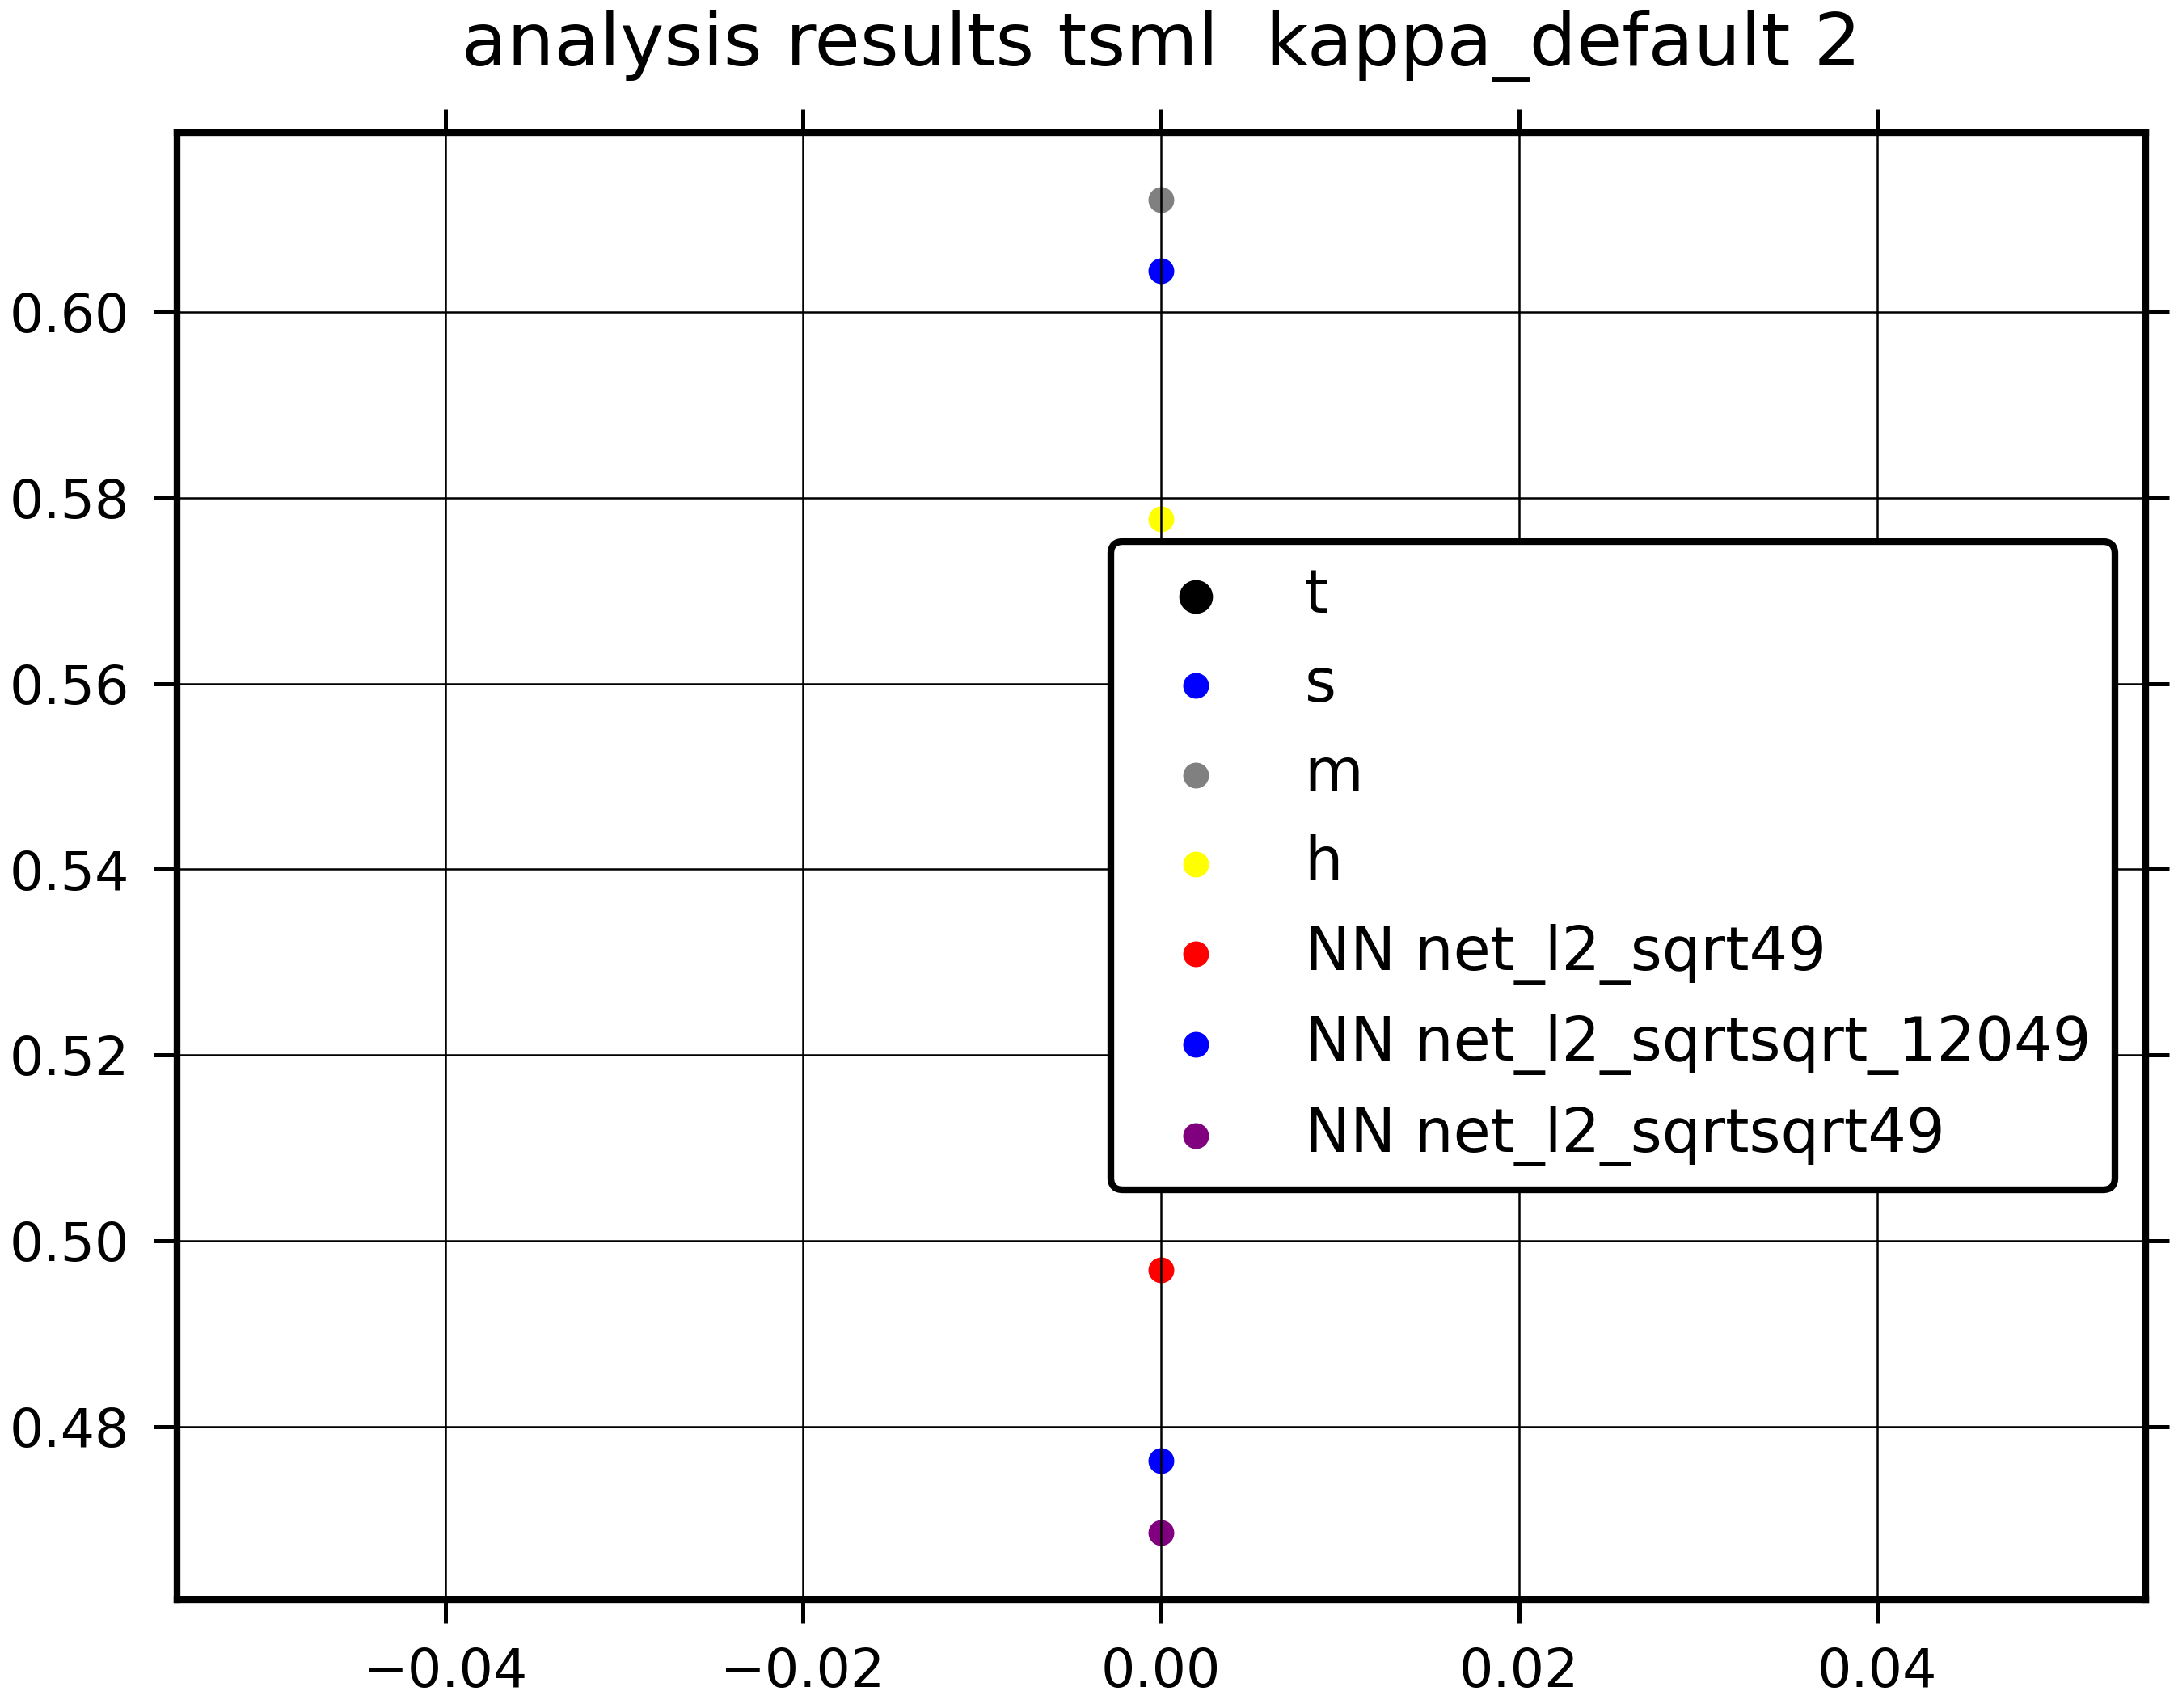 analysis results tsml  kappa_default 2
0.60
0.58
0.56
0.54
0.52
0.50
0.48
t
s
m
h
NN net_l2_sqrt49
NN net_l2_sqrtsqrt_12049
NN net_l2_sqrtsqrt49
−0.04
−0.02
0.00
0.02
0.04